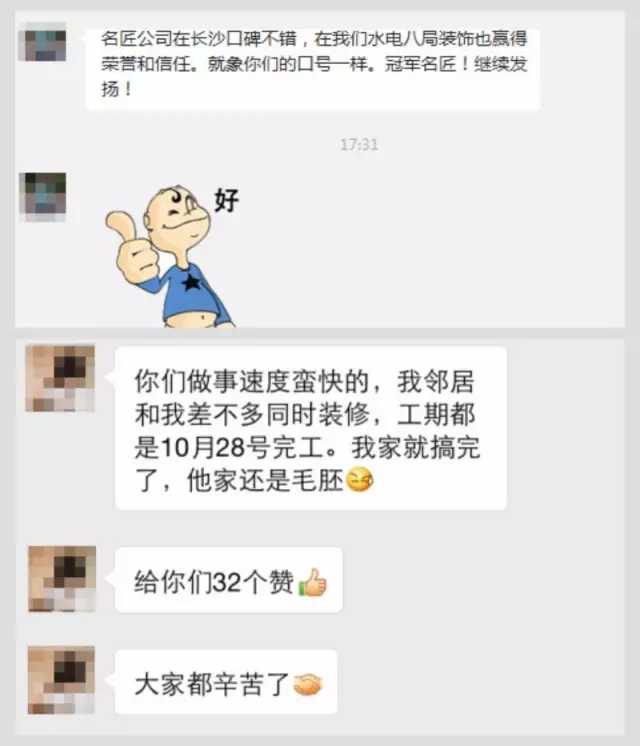 名匠公司在长沙口碑不错，在我们水电八局装饰也赢得
荣誉和信任。就象你们的口号一样。冠军名匠！继续发
扬！
17:31
好
你们做事速度蛮快的，我邻居
和我差不多同时装修，工期都
是10月28号完工。我家就搞完
了，他家还是毛胚
给你们32个赞
大家都辛苦了